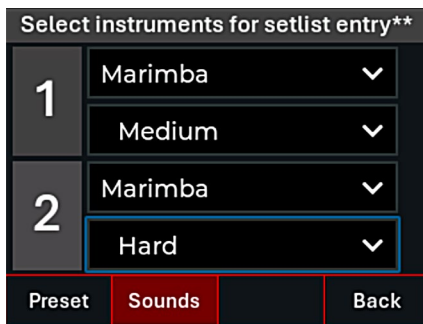 Select instruments for setlist entry**
1
Marimba
Medium
2
Marimba
Hard
Preset Sounds Back